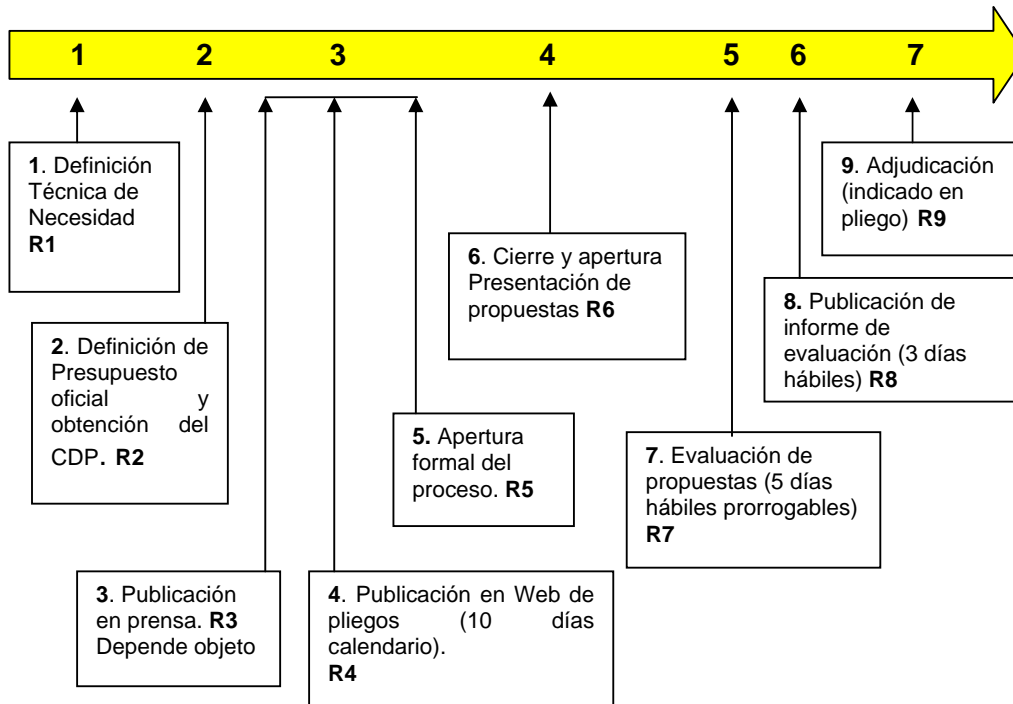 1 2 3 4 5 6 7
1. Definición
Técnica de
Necesidad
R1
2. Definición de
Presupuesto
oficial y
obtención del
CDP. R2
3. Publicación
en prensa. R3
Depende objeto
4. Publicación en Web de
pliegos (10 días
calendario).
R4
5. Apertura
formal del
proceso. R5
6. Cierre y apertura
Presentación de
propuestas R6
7. Evaluación de
propuestas (5 días
hábiles prorrogables)
R7
8. Publicación de
informe de
evaluación (3 días
hábiles) R8
9. Adjudicación
(indicado en
pliego) R9